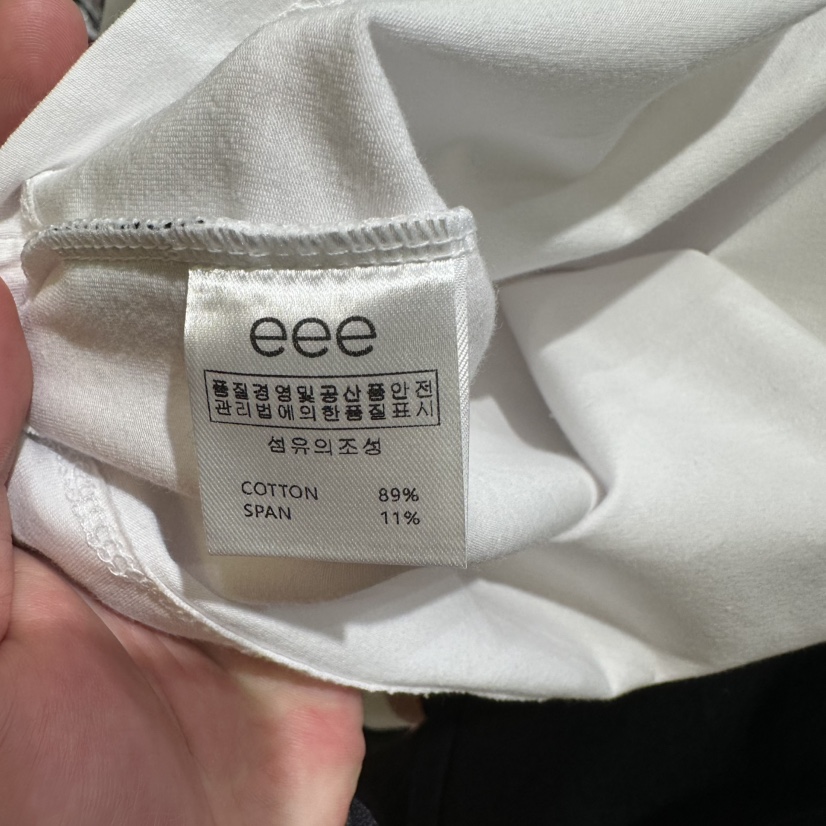 eee
품질경영및공산품안전
관리법에의한품질표시
섬유의조성
COTTON 89%
SPAN 11%